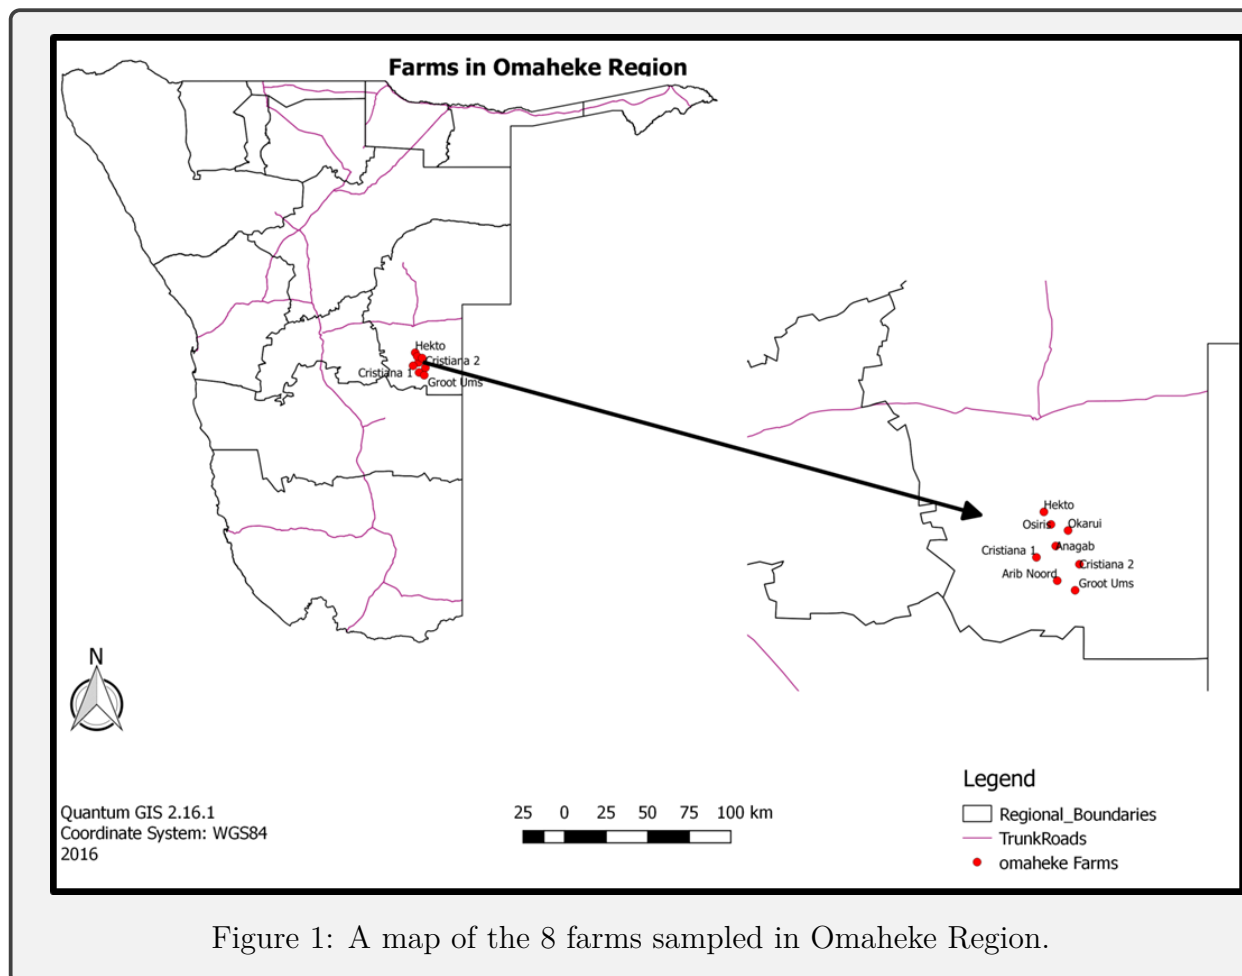 Farms in Omaheke Region
Hekto
Cristiana 2
Cristiana 1
Groot Ums
Hekto
Osiris
Okarui
Cristiana 1
Anagab
Cristiana 2
Arib Noord
Groot Ums
N
Legend
Regional_Boundaries
TrunkRoads
omaheke Farms
Quantum GIS 2.16.1
Coordinate System: WGS84
2016
25 0 25 50 75 100 km
Figure 1: A map of the 8 farms sampled in Omaheke Region.